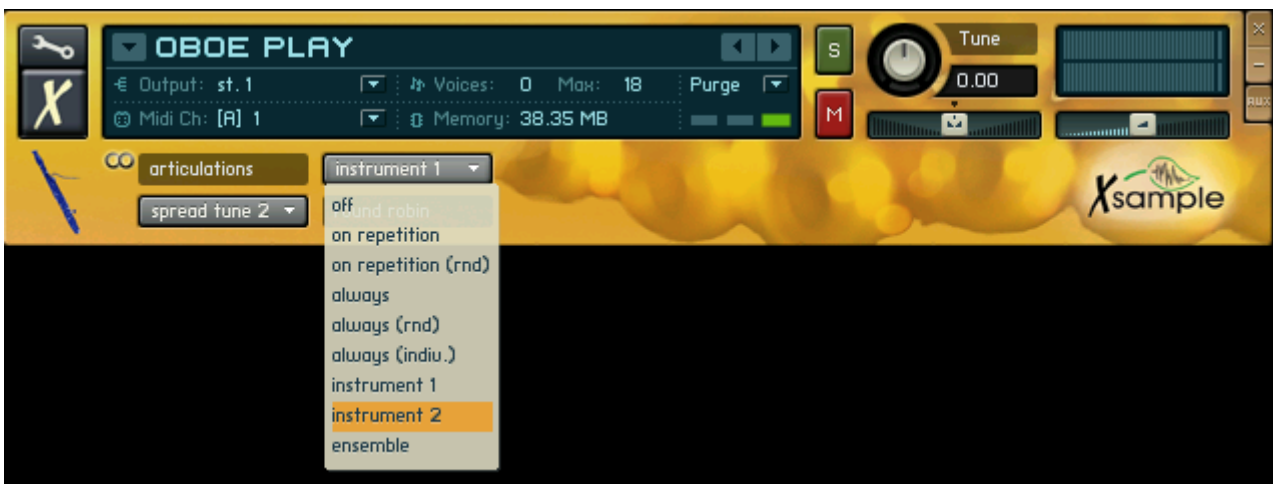 OBOE PLAY
Output: st. 1
Voices: 0 Max: 18
Purge
Midi Ch: [A] 1
Memory: 38.35 MB
S
M
Tune
0.00
×
-
AUX
X
articulations
instrument 1
spread tune 2
round robin
off
on repetition
on repetition (rnd)
always
always (rnd)
always (indiv.)
instrument 1
instrument 2
ensemble
Xsample